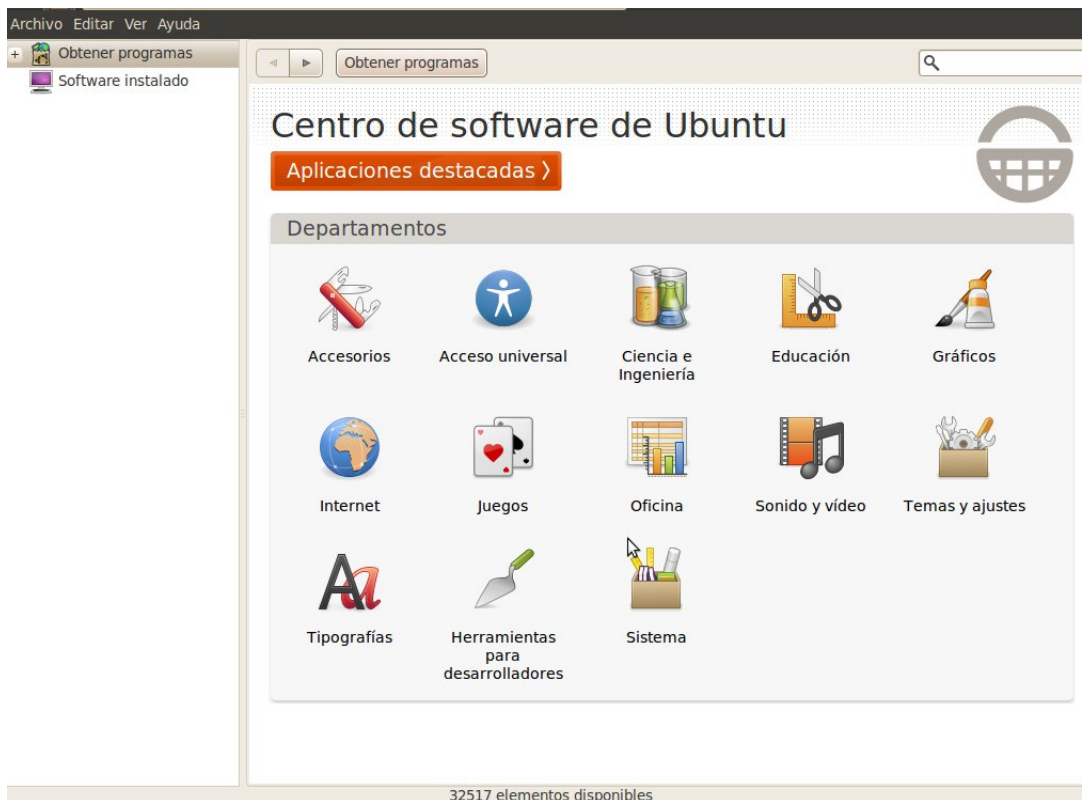 Archivo Editar Ver Ayuda
Obtener programas
Software instalado
Obtener programas
Centro de software de Ubuntu
Aplicaciones destacadas
Departamentos
Accesorios
Acceso universal
Ciencia e
Ingeniería
Educación
Gráficos
Internet
Juegos
Oficina
Sonido y vídeo
Temas y ajustes
Tipografías
Herramientas
para
desarrolladores
Sistema
32517 elementos disponibles